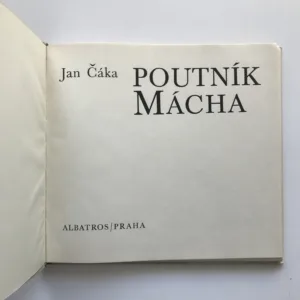 Jan Čáka POUTNÍK
MÁCHA
ALBATROS/PRAHA